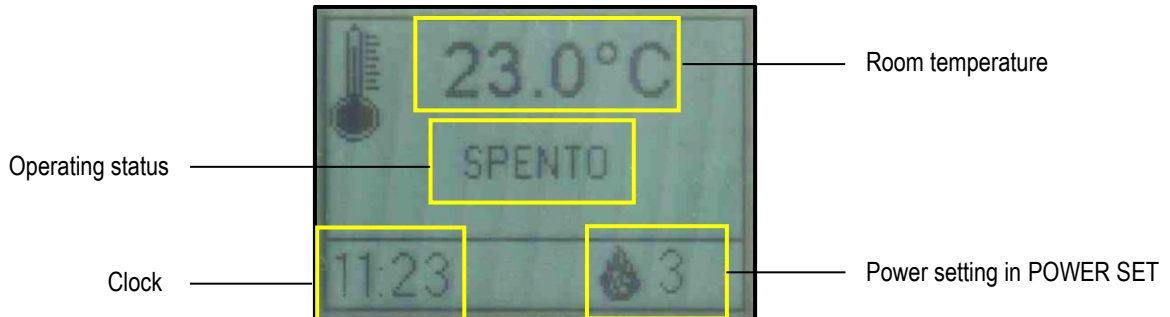 23.0°C
Room temperature
Operating status
SPENTO
Clock
11:23
3
Power setting in POWER SET